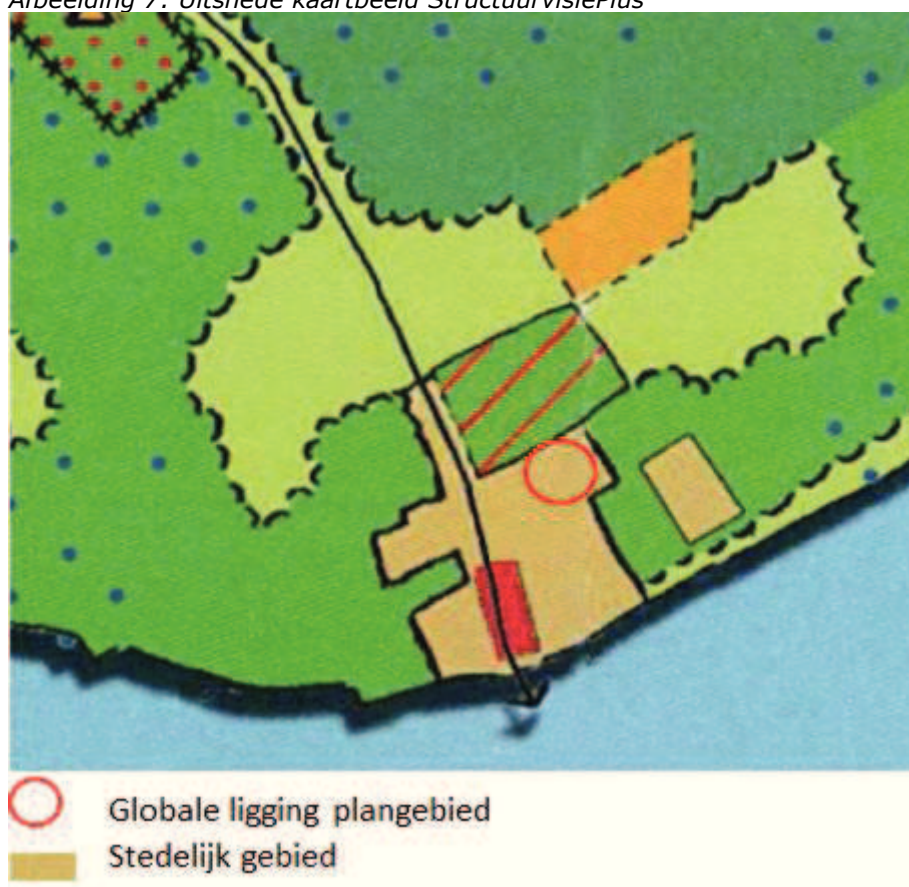 Afbeelding 7: Uitsnede kaartbeeld StructuurvisiePlus
Globale ligging plangebied
Stedelijk gebied